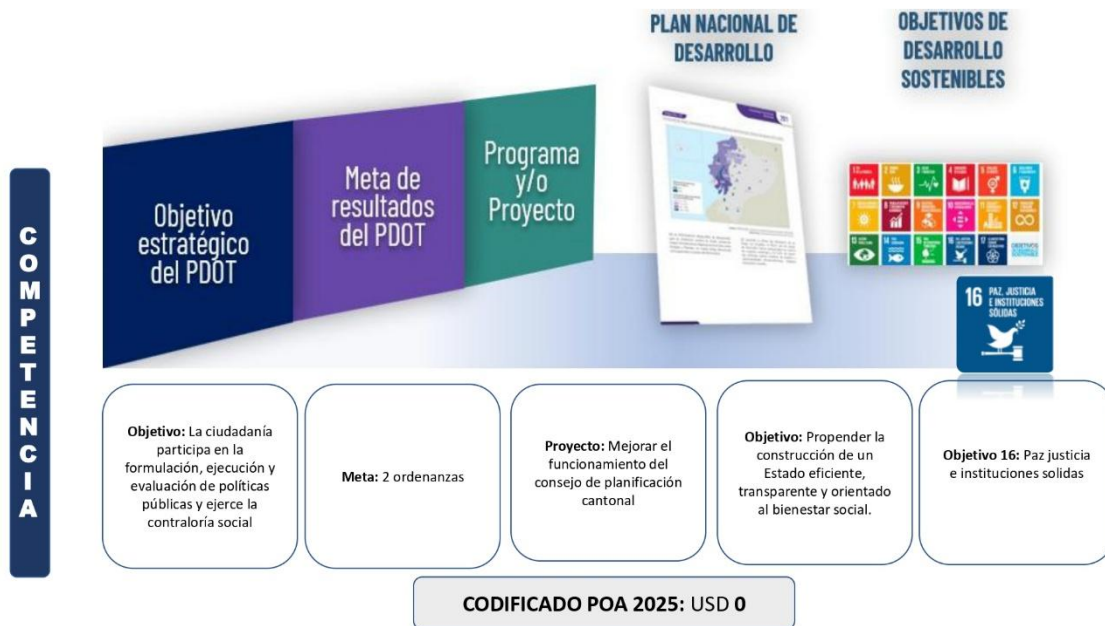 PLAN NACIONAL DE
DESARROLLO
OBJETIVOS DE
DESARROLLO
SOSTENIBLES
COMPETENCIA
Objetivo
estratégico
del PDOT
Meta de
resultados
del PDOT
Programa
y/o
Proyecto
16 PAZ, JUSTICIA
E INSTITUCIONES
SÓLIDAS
Objetivo: La ciudadanía
participa en la
formulación, ejecución y
evaluación de políticas
públicas y ejerce la
contraloría social
Meta: 2 ordenanzas
Proyecto: Mejorar el
funcionamiento del
consejo de planificación
cantonal
Objetivo: Propender la
construcción de un
Estado eficiente,
transparente y orientado
al bienestar social.
Objetivo 16: Paz justicia
e instituciones solidas
CODIFICADO POA 2025: USD 0